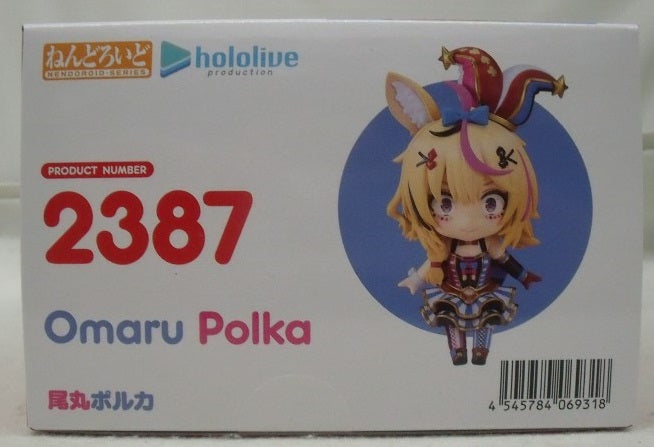 ねんどろいど
NENDOROID-SERIES
hololive
production
PRODUCT NUMBER
2387
Omaru Polka
尾丸ポルカ
4 545784 069318